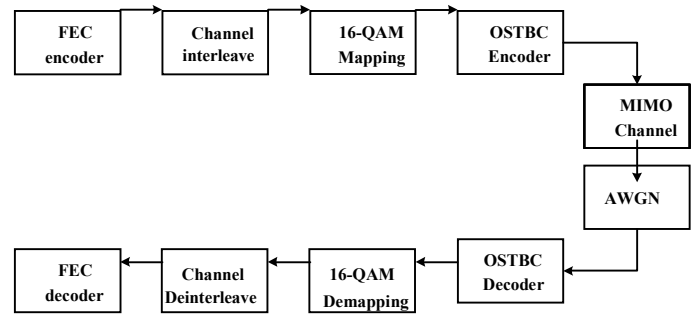 FEC
encoder
Channel
interleave
16-QAM
Mapping
OSTBC
Encoder
MIMO
Channel
AWGN
FEC
decoder
Channel
Deinterleave
16-QAM
Demapping
OSTBC
Decoder